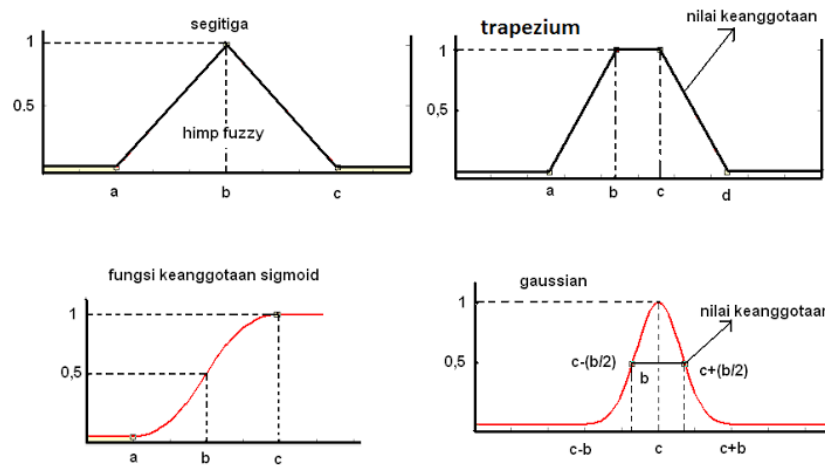 segitiga
1
0.5
himp fuzzy
a
b
c
trapezium
nilai keanggotaan
1
0,5
a
b
c
d
fungsi keanggotaan sigmoid
1
0,5
a
b
c
gaussian
1
nilai keanggotaan
0,5
c-(b/2)
b
c+(b/2)
c-b
c
c+b